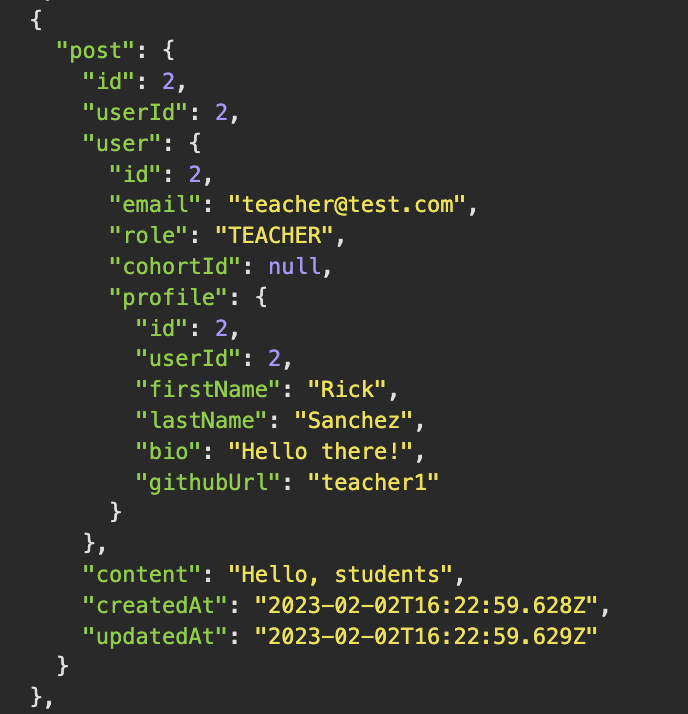 {
  "post": {
    "id": 2,
    "userId": 2,
    "user": {
      "id": 2,
      "email": "teacher@test.com",
      "role": "TEACHER",
      "cohortId": null,
      "profile": {
        "id": 2,
        "userId": 2,
        "firstName": "Rick",
        "lastName": "Sanchez",
        "bio": "Hello there!",
        "githubUrl": "teacher1"
      }
    },
    "content": "Hello, students",
    "createdAt": "2023-02-02T16:22:59.628Z",
    "updatedAt": "2023-02-02T16:22:59.629Z"
  }
},